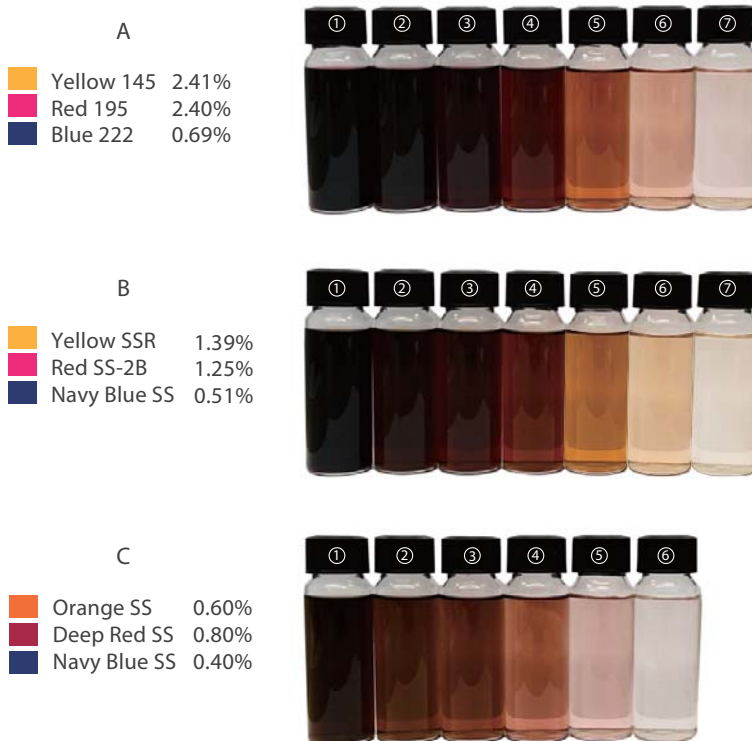 A
Yellow 145 2.41%
Red 195 2.40%
Blue 222 0.69%
① ② ③ ④ ⑤ ⑥ ⑦
B
Yellow SSR 1.39%
Red SS-2B 1.25%
Navy Blue SS 0.51%
① ② ③ ④ ⑤ ⑥ ⑦
C
Orange SS 0.60%
Deep Red SS 0.80%
Navy Blue SS 0.40%
① ② ③ ④ ⑤ ⑥